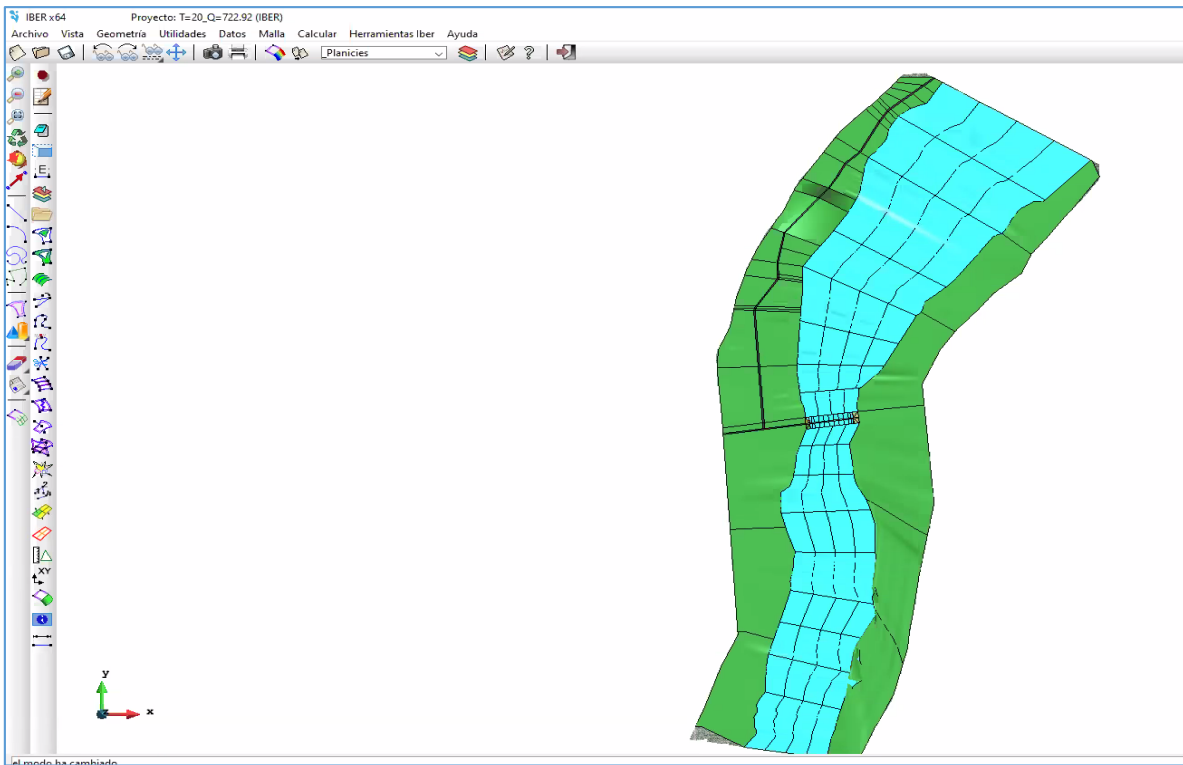 IBER x64 Proyecto: T=20_Q=722.92 (IBER)
Archivo Vista Geometría Utilidades Datos Malla Calcular Herramientas Iber Ayuda
_Planicies
E
XY
y
x
el modo ha cambiado